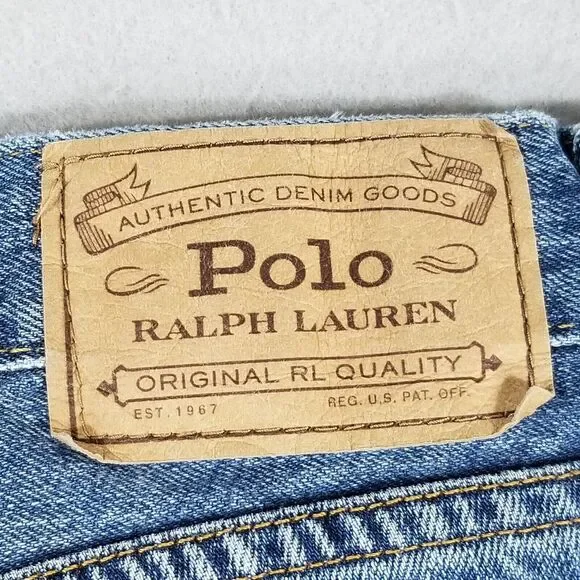 AUTHENTIC DENIM GOODS
Polo
RALPH LAUREN
ORIGINAL RL QUALITY
EST. 1967 REG. U.S. PAT. OFF.